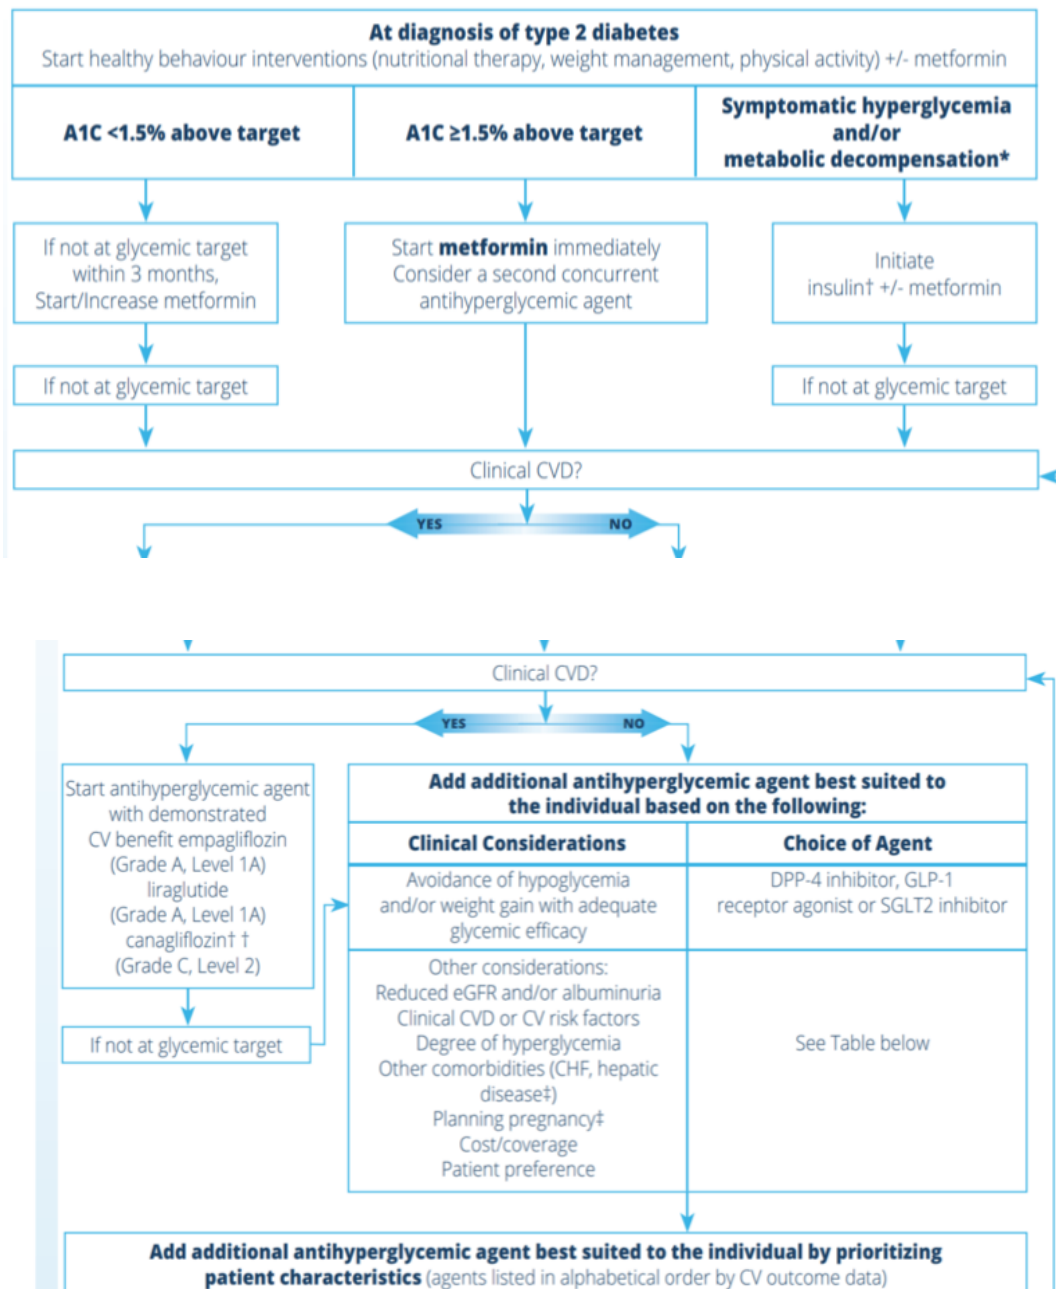 At diagnosis of type 2 diabetes
Start healthy behaviour interventions (nutritional therapy, weight management, physical activity) +/- metformin
A1C <1.5% above target
A1C ≥1.5% above target
Symptomatic hyperglycemia
and/or
metabolic decompensation*
If not at glycemic target
within 3 months,
Start/Increase metformin
Start metformin immediately
Consider a second concurrent
antihyperglycemic agent
Initiate
insulin† +/- metformin
If not at glycemic target
If not at glycemic target
Clinical CVD?
YES
NO
Clinical CVD?
YES
NO
Start antihyperglycemic agent
with demonstrated
CV benefit empagliflozin
(Grade A, Level 1A)
liraglutide
(Grade A, Level 1A)
canagliflozin† †
(Grade C, Level 2)
If not at glycemic target
Add additional antihyperglycemic agent best suited to
the individual based on the following:
Clinical Considerations
Choice of Agent
Avoidance of hypoglycemia
and/or weight gain with adequate
glycemic efficacy
DPP-4 inhibitor, GLP-1
receptor agonist or SGLT2 inhibitor
Other considerations:
Reduced eGFR and/or albuminuria
Clinical CVD or CV risk factors
Degree of hyperglycemia
Other comorbidities (CHF, hepatic
disease‡)
Planning pregnancy‡
Cost/coverage
Patient preference
See Table below
Add additional antihyperglycemic agent best suited to the individual by prioritizing
patient characteristics (agents listed in alphabetical order by CV outcome data)